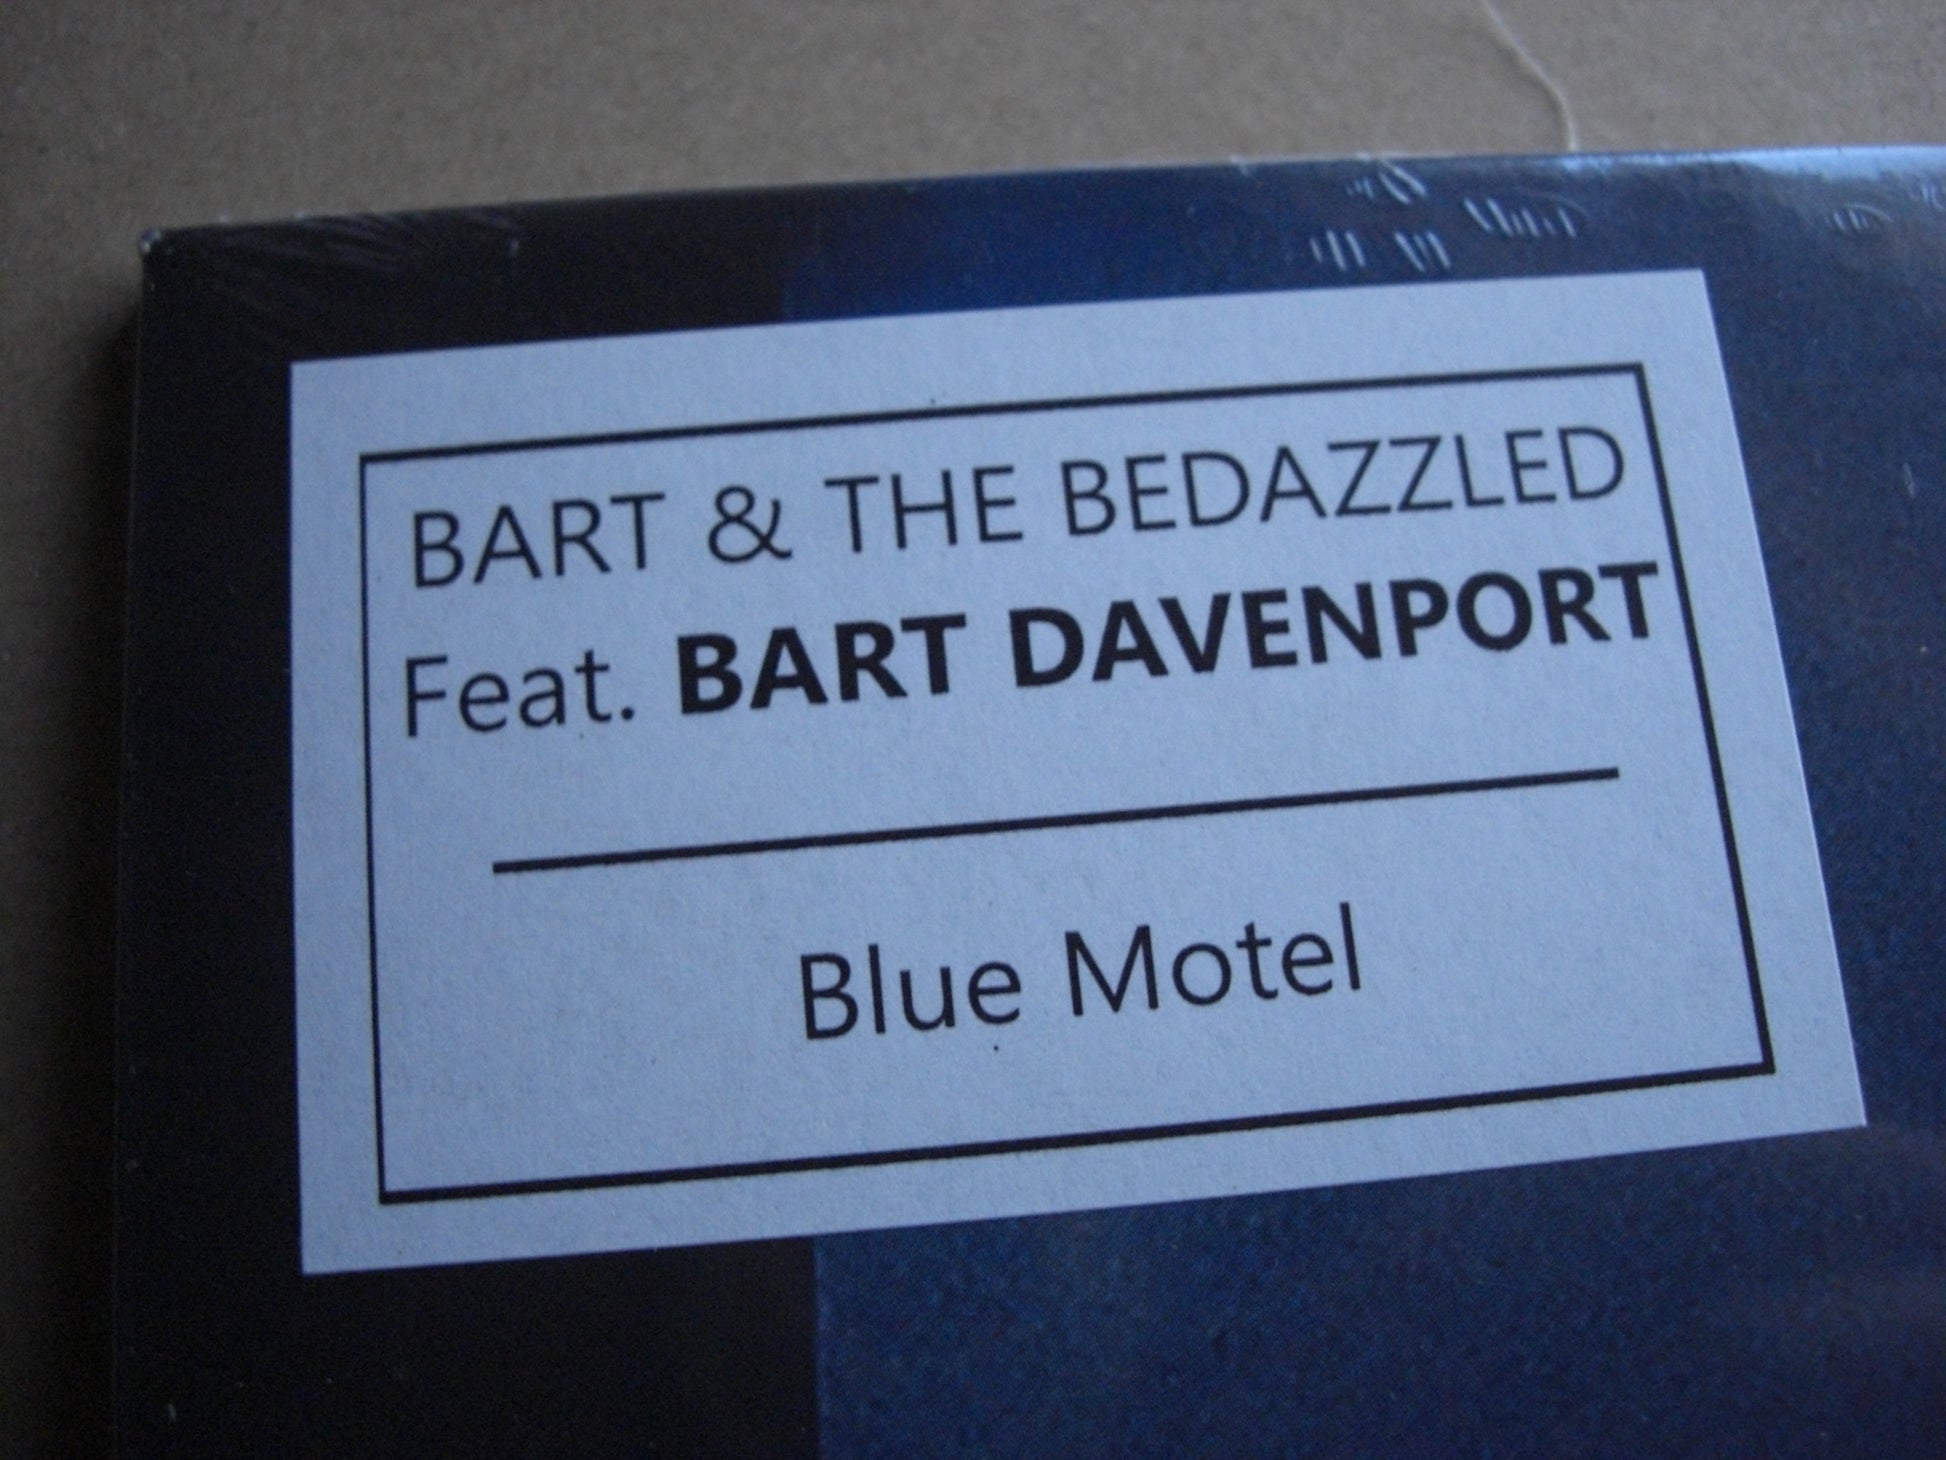 BART & THE BEDAZZLED
Feat. BART DAVENPORT
Blue Motel